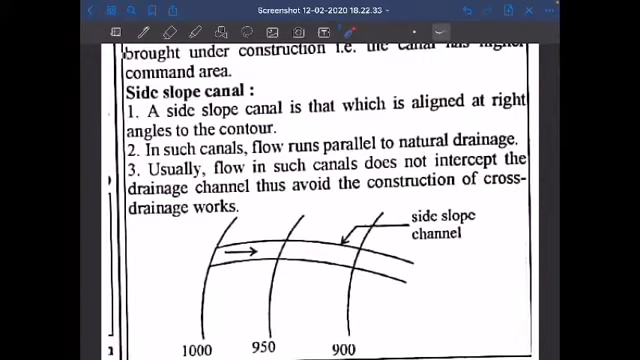 Screenshot 12-02-2020 18.22.33
brought under construction i.e. the canal has higher
command area.
Side slope canal :
1. A side slope canal is that which is aligned at right
angles to the contour.
2. In such canals, flow runs parallel to natural drainage.
3. Usually, flow in such canals does not intercept the
drainage channel thus avoid the construction of cross-
drainage works.
side slope
channel
1000 950 900